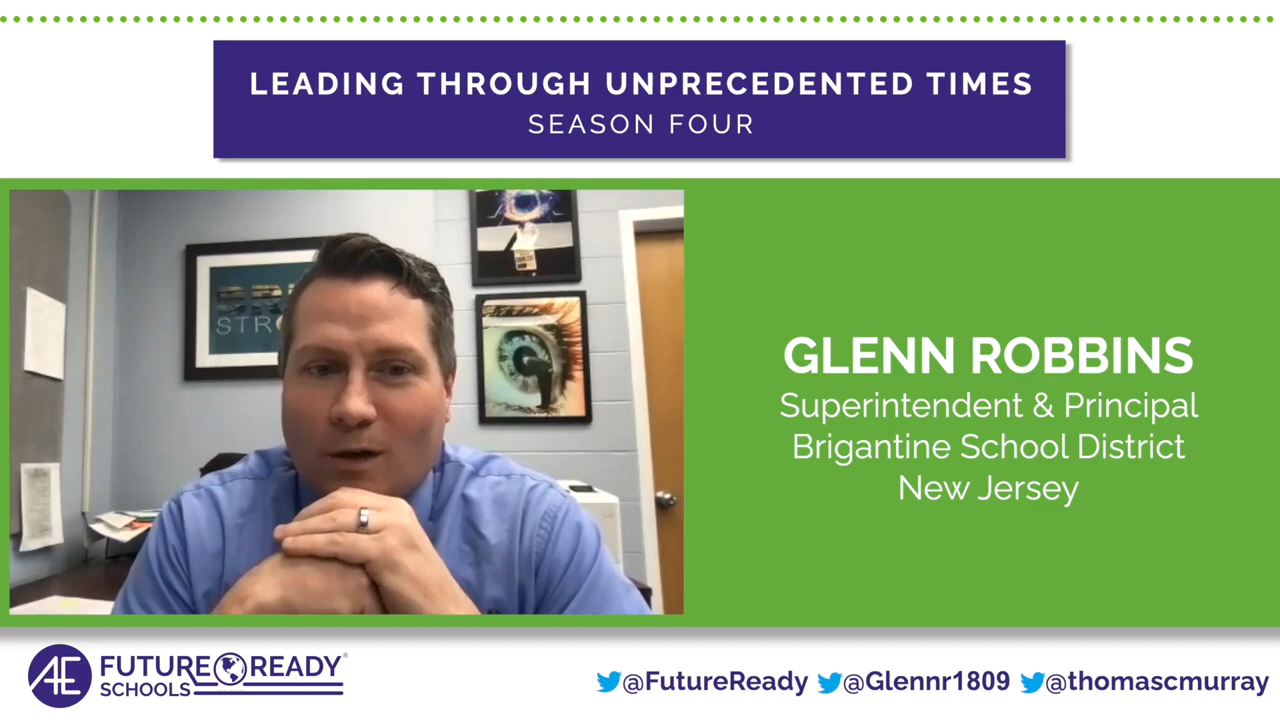 LEADING THROUGH UNPRECEDENTED TIMES
SEASON FOUR
GLENN ROBBINS
Superintendent & Principal
Brigantine School District
New Jersey
AE
FUTURE READY®
SCHOOLS
@FutureReady @Glennr1809 @thomascmurray